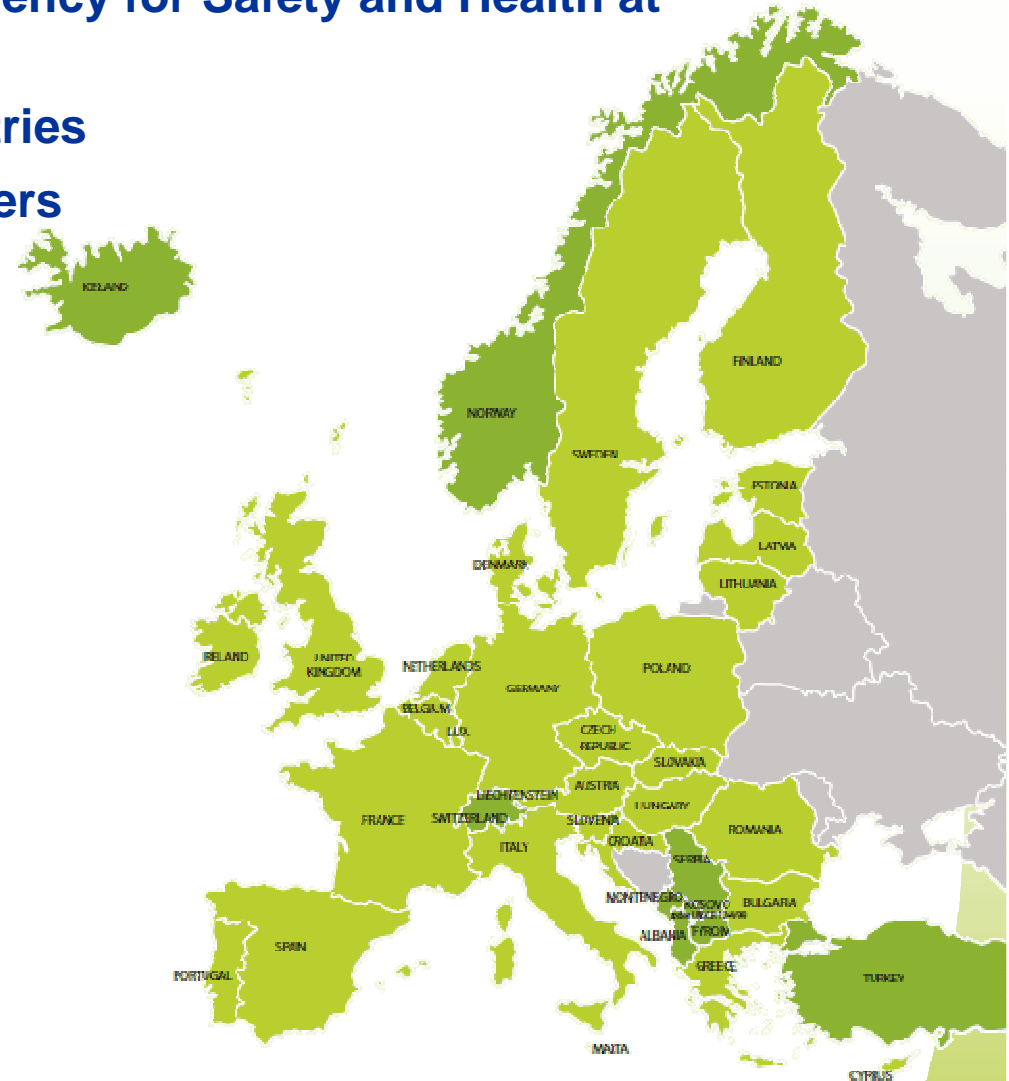 ency for Safety and Health at
tries
ers
ICELAND
FINLAND
NORWAY
SWEDEN
ESTONIA
LATVIA
DENMARK
LITHUANIA
IRELAND
UNITED
KINGDOM
NETHERLANDS
POLAND
GERMANY
BELGIUM
LUX.
CZECH
REPUBLIC
SLOVAKIA
AUSTRIA
LIECHTENSTEIN
HUNGARY
FRANCE
SWITZERLAND
SLOVENIA
ROMANIA
CROATIA
ITALY
SERBIA
MONTENEGRO
KOSOVO
BULGARIA
ALBANIA
FYROM
SPAIN
GREECE
PORTUGAL
TURKEY
MALTA
CYPRUS